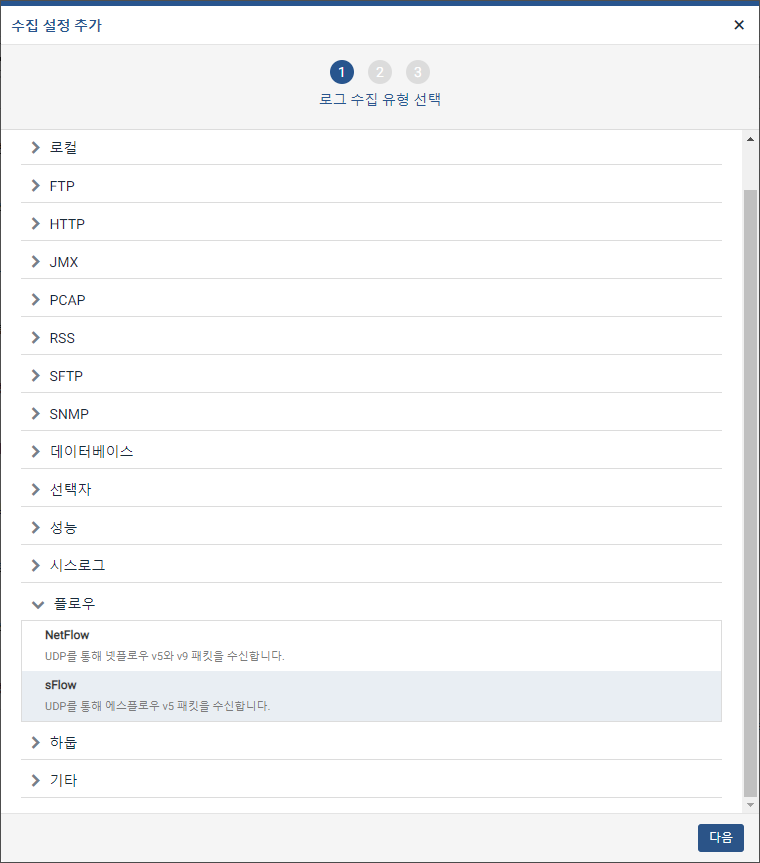 수집 설정 추가
1 2 3
로그 수집 유형 선택
로컬
FTP
HTTP
JMX
PCAP
RSS
SFTP
SNMP
데이터베이스
선택자
성능
시스로그
플로우
NetFlow
UDP를 통해 넷플로우 v5와 v9 패킷을 수신합니다.
sFlow
UDP를 통해 에스플로우 v5 패킷을 수신합니다.
하둡
기타
다음